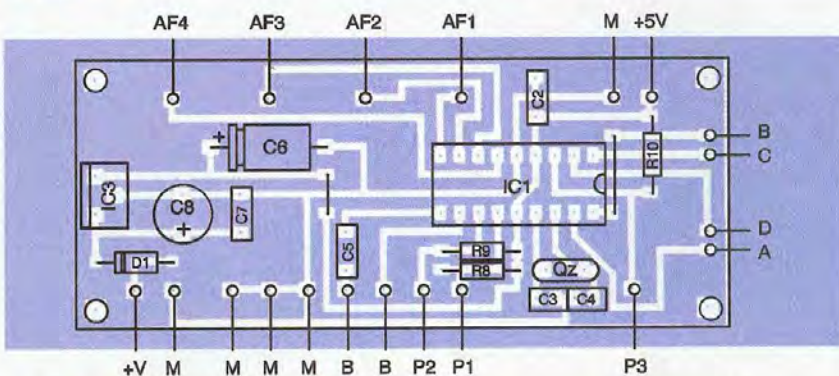 AF4 AF3 AF2 AF1 M +5V
C2
B
+ C6 R10
C
IC3 IC1
C8 C7
+ D
R9 A
D1 C5 R8 Qz
C3 C4
+V M M M M B B P2 P1 P3